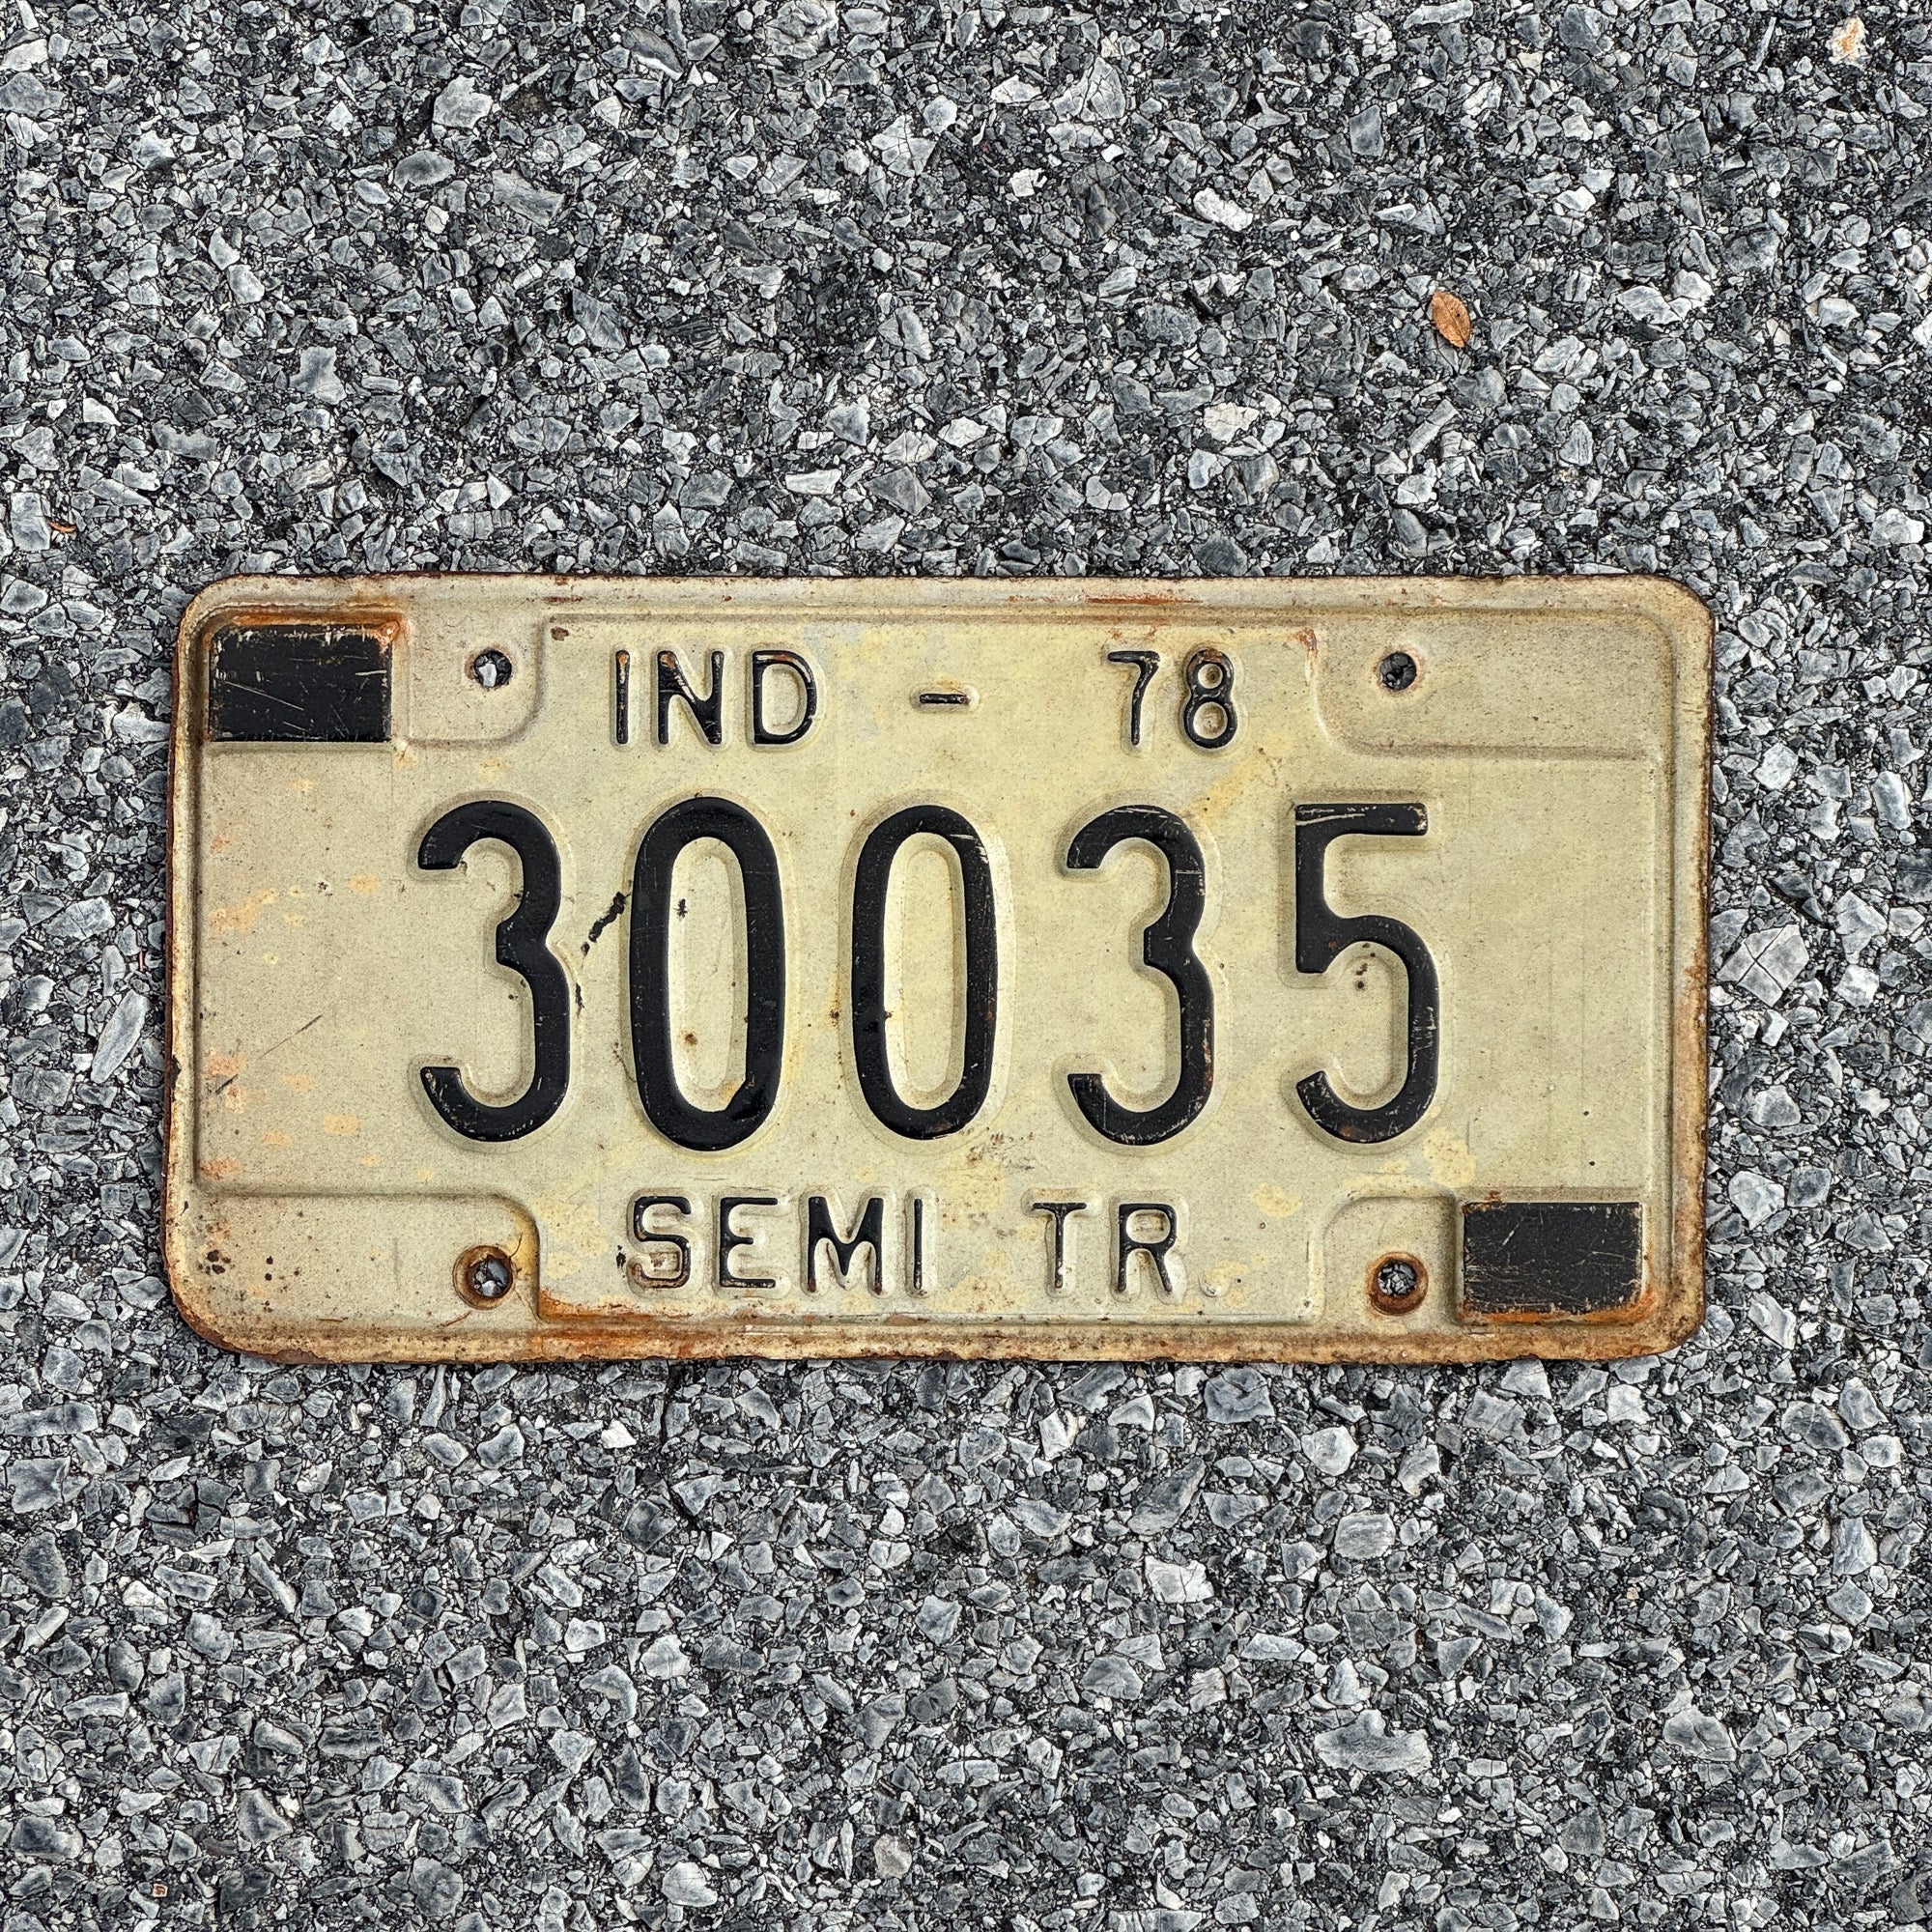 IND - 78
30035
SEMI TR.